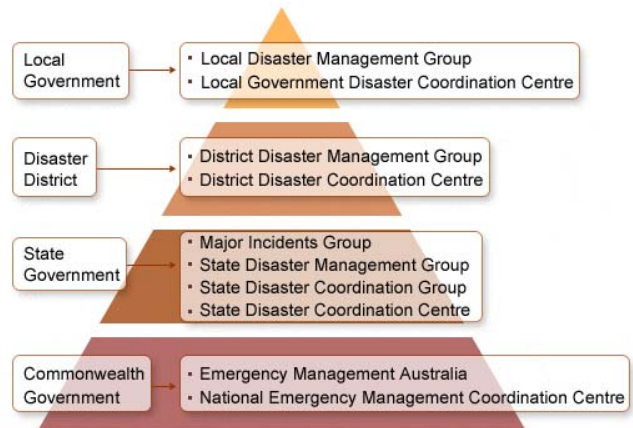 Local
Government
▪ Local Disaster Management Group
▪ Local Government Disaster Coordination Centre
Disaster
District
▪ District Disaster Management Group
▪ District Disaster Coordination Centre
State
Government
▪ Major Incidents Group
▪ State Disaster Management Group
▪ State Disaster Coordination Group
▪ State Disaster Coordination Centre
Commonwealth
Government
▪ Emergency Management Australia
▪ National Emergency Management Coordination Centre